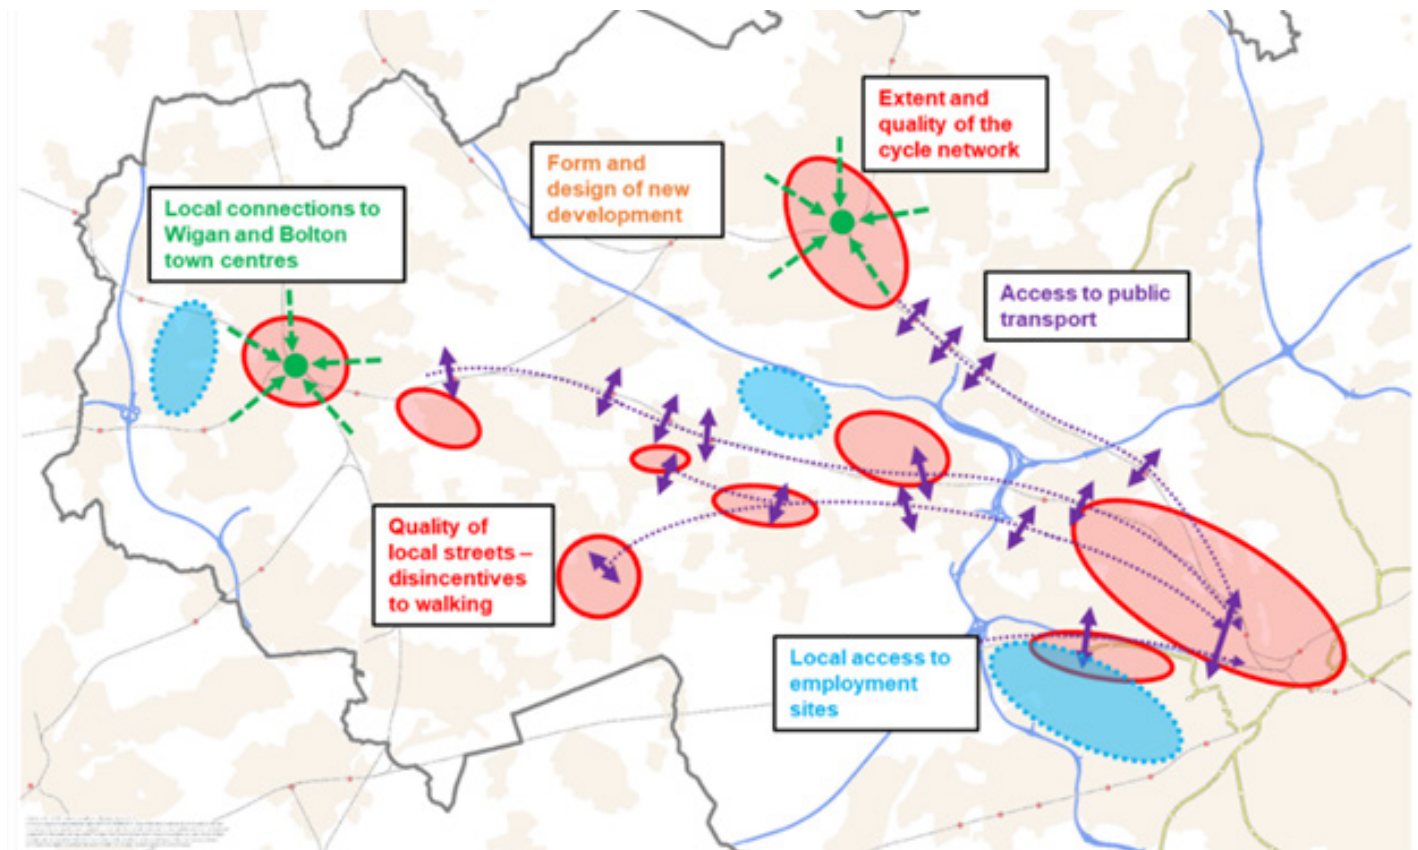 Extent and
quality of the
cycle network
Form and
design of new
development
Local connections to
Wigan and Bolton
town centres
Access to public
transport
Quality of
local streets –
disincentives
to walking
Local access to
employment
sites